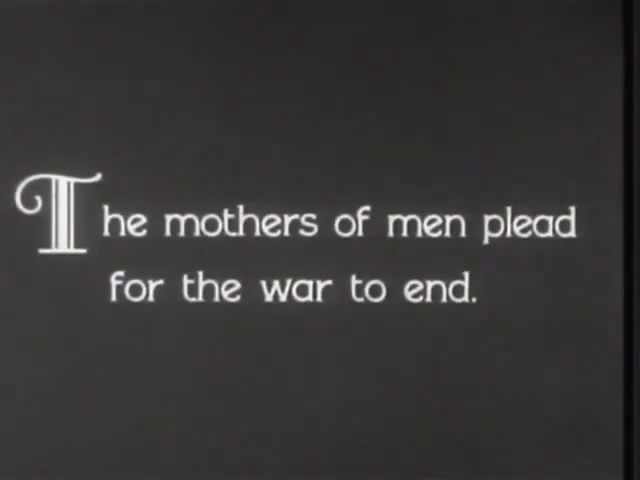 The mothers of men plead
for the war to end.